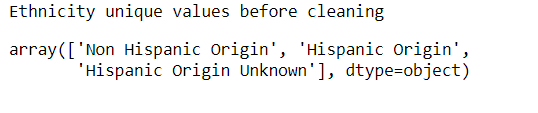 Ethnicity unique values before cleaning
array(['Non Hispanic Origin', 'Hispanic Origin',
'Hispanic Origin Unknown'], dtype=object)